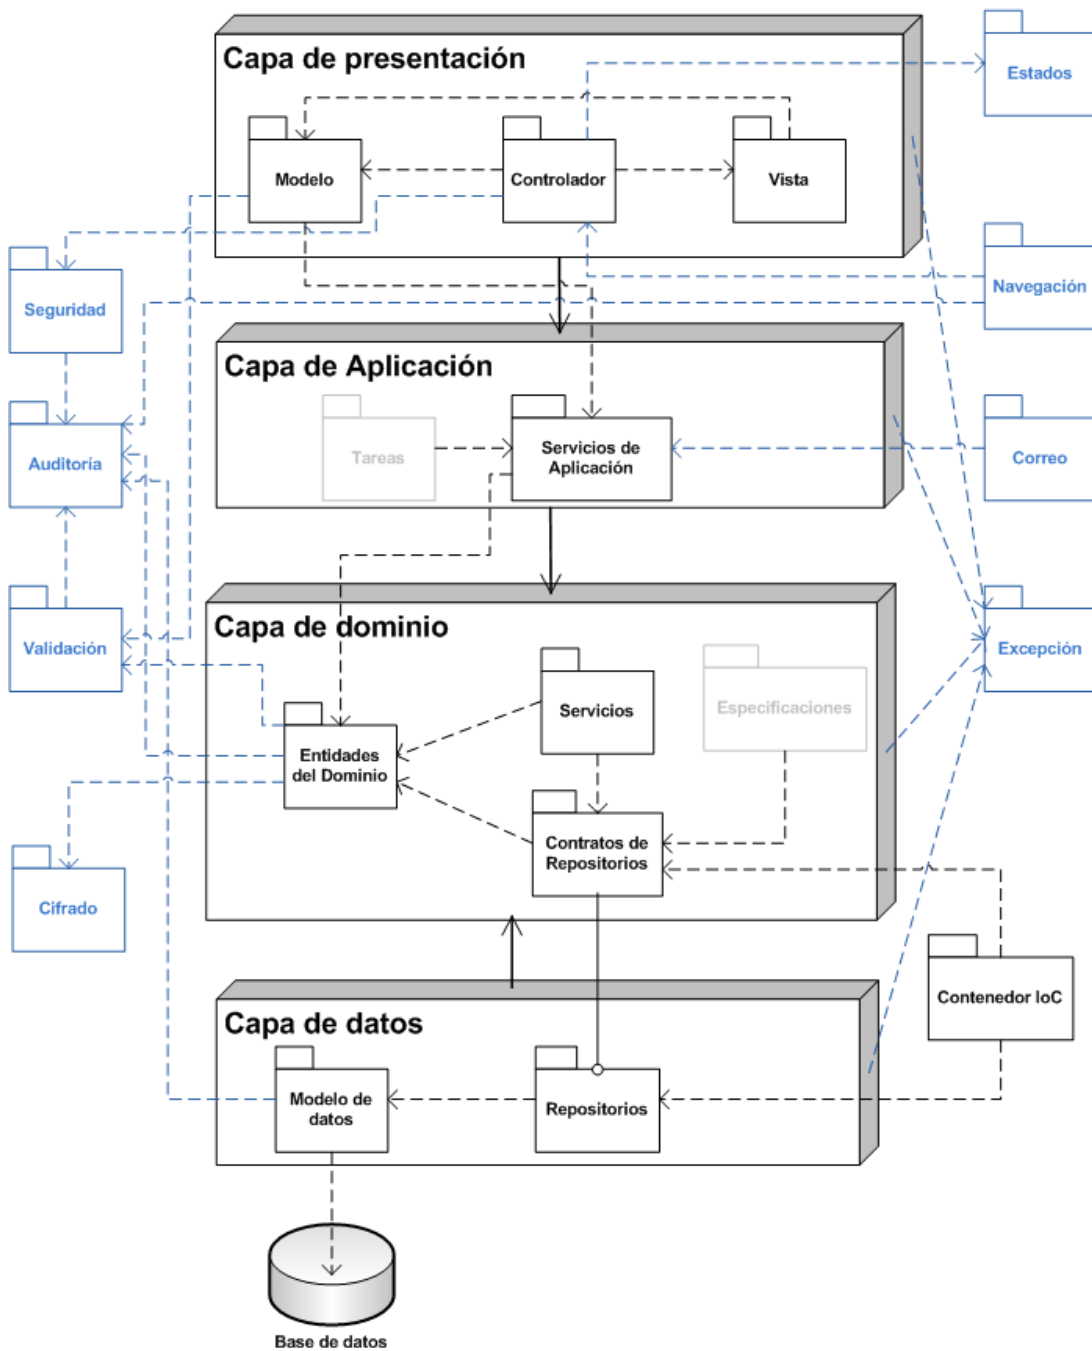 Capa de presentación
Estados
Modelo
Controlador
Vista
Seguridad
Navegación
Capa de Aplicación
Auditoría
Tareas
Servicios de
Aplicación
Correo
Capa de dominio
Validación
Servicios
Especificaciones
Excepción
Entidades
del Dominio
Contratos de
Repositorios
Cifrado
Contenedor IoC
Capa de datos
Modelo de
datos
Repositorios
Base de datos